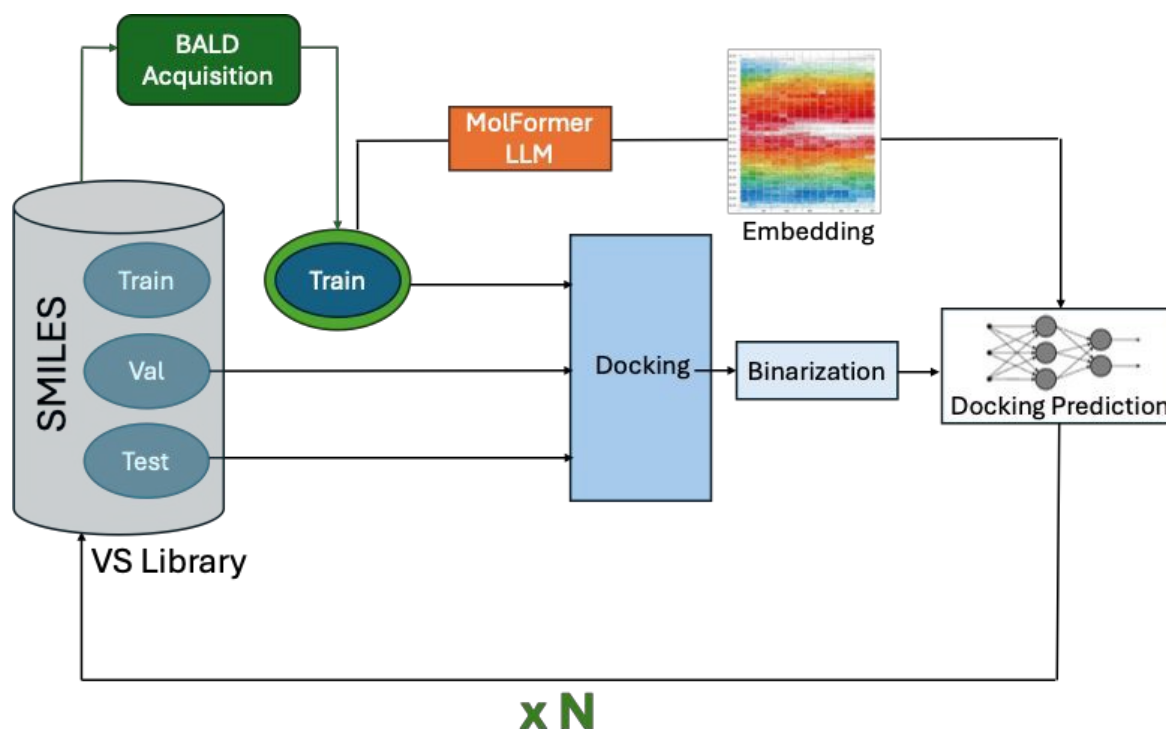 BALD
Acquisition
MolFormer
LLM
Embedding
SMILES
Train
Val
Test
Train
Docking
Binarization
Docking Prediction
VS Library
x N